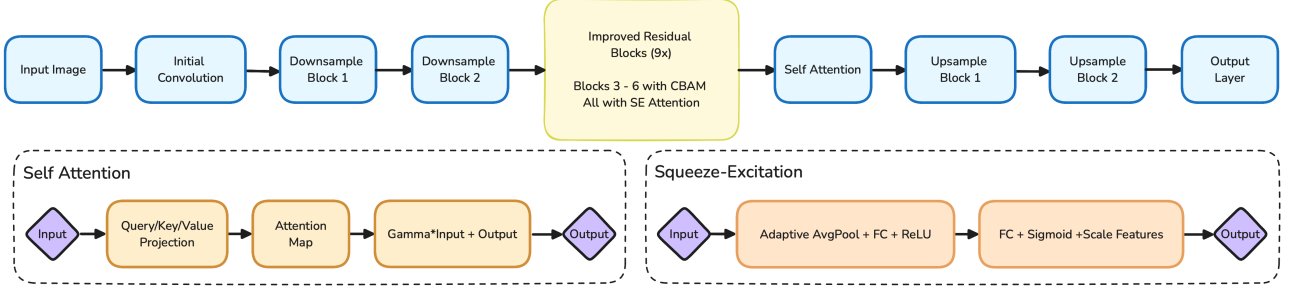 Input Image
Initial
Convolution
Downsample
Block 1
Downsample
Block 2
Improved Residual
Blocks (9x)
Blocks 3 - 6 with CBAM
All with SE Attention
Self Attention
Upsample
Block 1
Upsample
Block 2
Output
Layer
Self Attention
Input
Query/Key/Value
Projection
Attention
Map
Gamma*Input + Output
Output
Squeeze-Excitation
Input
Adaptive AvgPool + FC + ReLU
FC + Sigmoid +Scale Features
Output